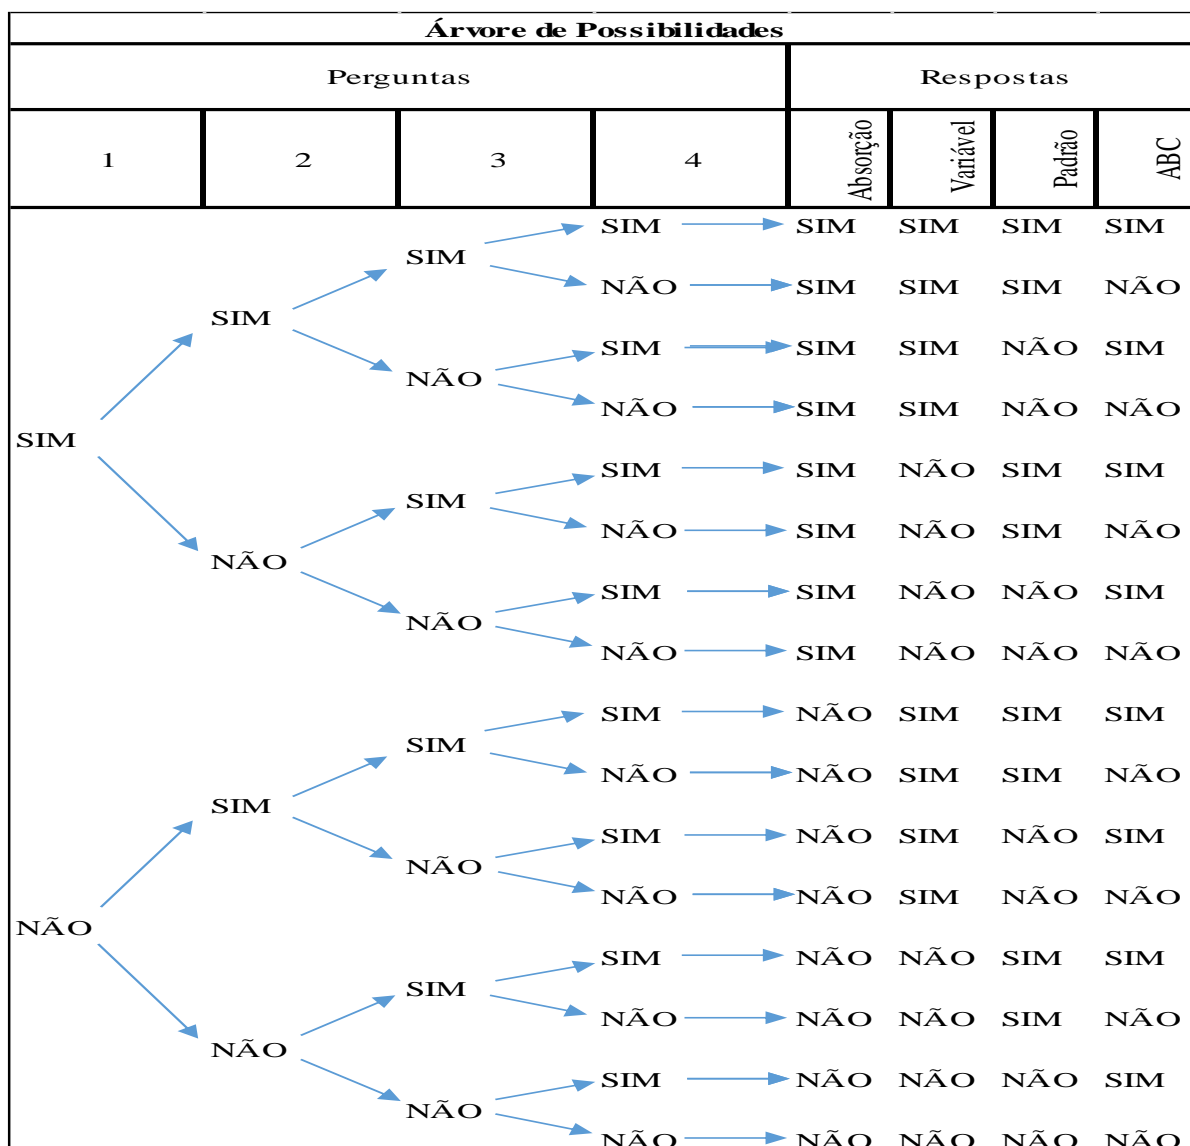 Árvore de Possibilidades
Perguntas Respostas
1 2 3 4 Absorção Variável Padrão ABC
SIM SIM SIM SIM SIM
SIM
NÃO SIM SIM SIM NÃO
SIM
SIM SIM SIM NÃO SIM
NÃO
NÃO SIM SIM NÃO NÃO
SIM
SIM SIM NÃO SIM SIM
SIM
NÃO SIM NÃO SIM NÃO
NÃO
SIM SIM NÃO NÃO SIM
NÃO
NÃO SIM NÃO NÃO NÃO
SIM NÃO SIM SIM SIM
SIM
NÃO NÃO SIM SIM NÃO
SIM
SIM NÃO SIM NÃO SIM
NÃO
NÃO NÃO SIM NÃO NÃO
NÃO
SIM NÃO NÃO SIM SIM
SIM
NÃO NÃO NÃO SIM NÃO
NÃO
SIM NÃO NÃO NÃO SIM
NÃO
NÃO NÃO NÃO NÃO NÃO